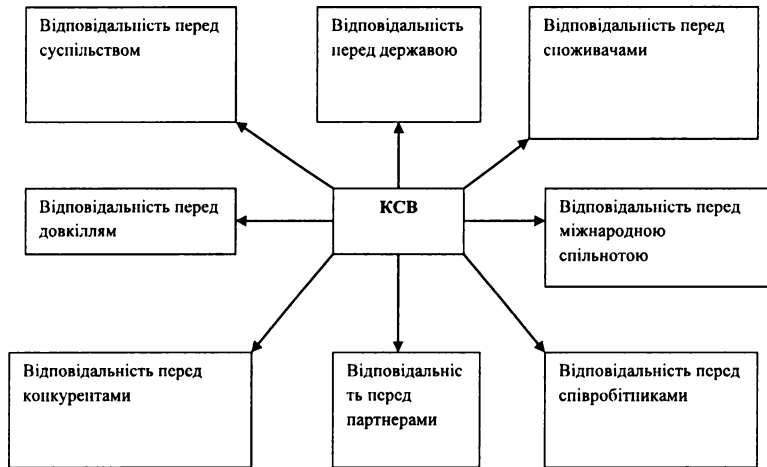 Відповідальність перед
суспільством
Відповідальність
перед державою
Відповідальність перед
споживачами
Відповідальність перед
довкіллям
КСВ
Відповідальність перед
міжнародною
спільнотою
Відповідальність перед
конкурентами
Відповідальніс
ть перед
партнерами
Відповідальність перед
співробітниками